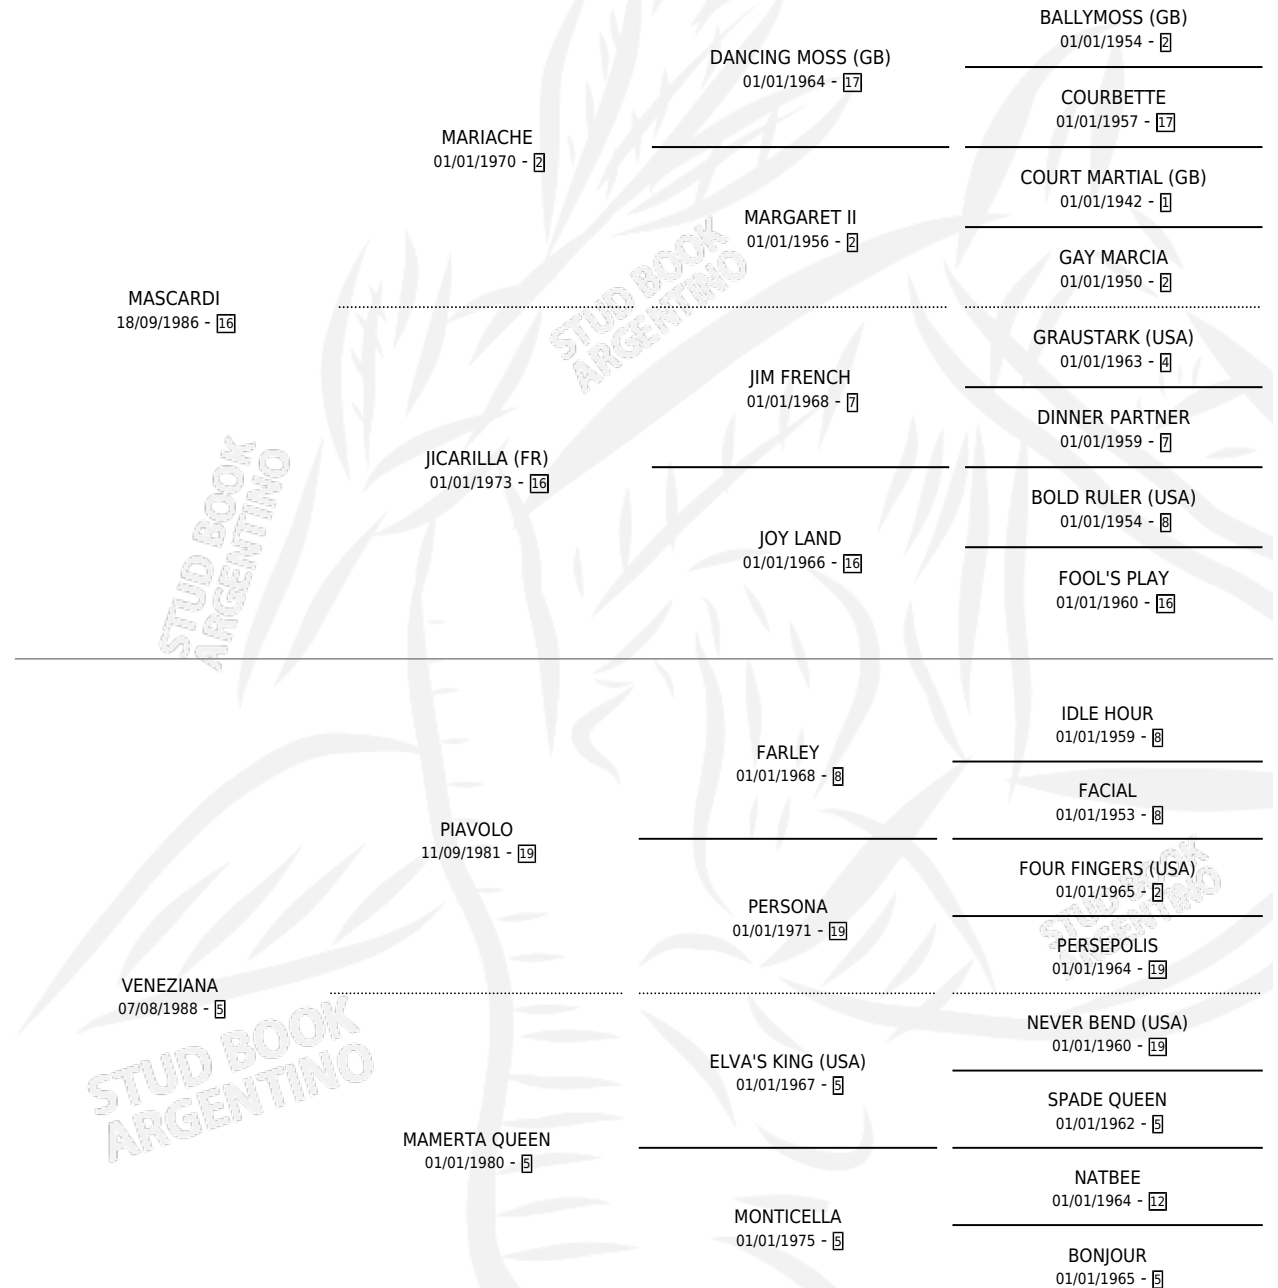 BALLYMOSS (GB)
01/01/1954 - 2
DANCING MOSS (GB)
01/01/1964 - 17
COURBETTE
01/01/1957 - 17
MARIACHE
01/01/1970 - 2
COURT MARTIAL (GB)
01/01/1942 - 1
MARGARET II
01/01/1956 - 2
GAY MARCIA
01/01/1950 - 2
MASCARDI
18/09/1986 - 16
GRAUSTARK (USA)
01/01/1963 - 4
JIM FRENCH
01/01/1968 - 7
DINNER PARTNER
01/01/1959 - 7
JICARILLA (FR)
01/01/1973 - 16
BOLD RULER (USA)
01/01/1954 - 8
JOY LAND
01/01/1966 - 16
FOOL'S PLAY
01/01/1960 - 16
STUD BOOK
ARGENTINO
STUD BOOK
ARGENTINO
IDLE HOUR
01/01/1959 - 8
FARLEY
01/01/1968 - 8
FACIAL
01/01/1953 - 8
PIAVOLO
11/09/1981 - 19
FOUR FINGERS (USA)
01/01/1965 - 2
PERSONA
01/01/1971 - 19
PERSEPOLIS
01/01/1964 - 19
STUD BOOK
ARGENTINO
VENEZIANA
07/08/1988 - 5
NEVER BEND (USA)
01/01/1960 - 19
ELVA'S KING (USA)
01/01/1967 - 5
SPADE QUEEN
01/01/1962 - 5
MAMERTA QUEEN
01/01/1980 - 5
NATBEE
01/01/1964 - 12
MONTICELLA
01/01/1975 - 5
BONJOUR
01/01/1965 - 5
STUD BOOK
ARGENTINO